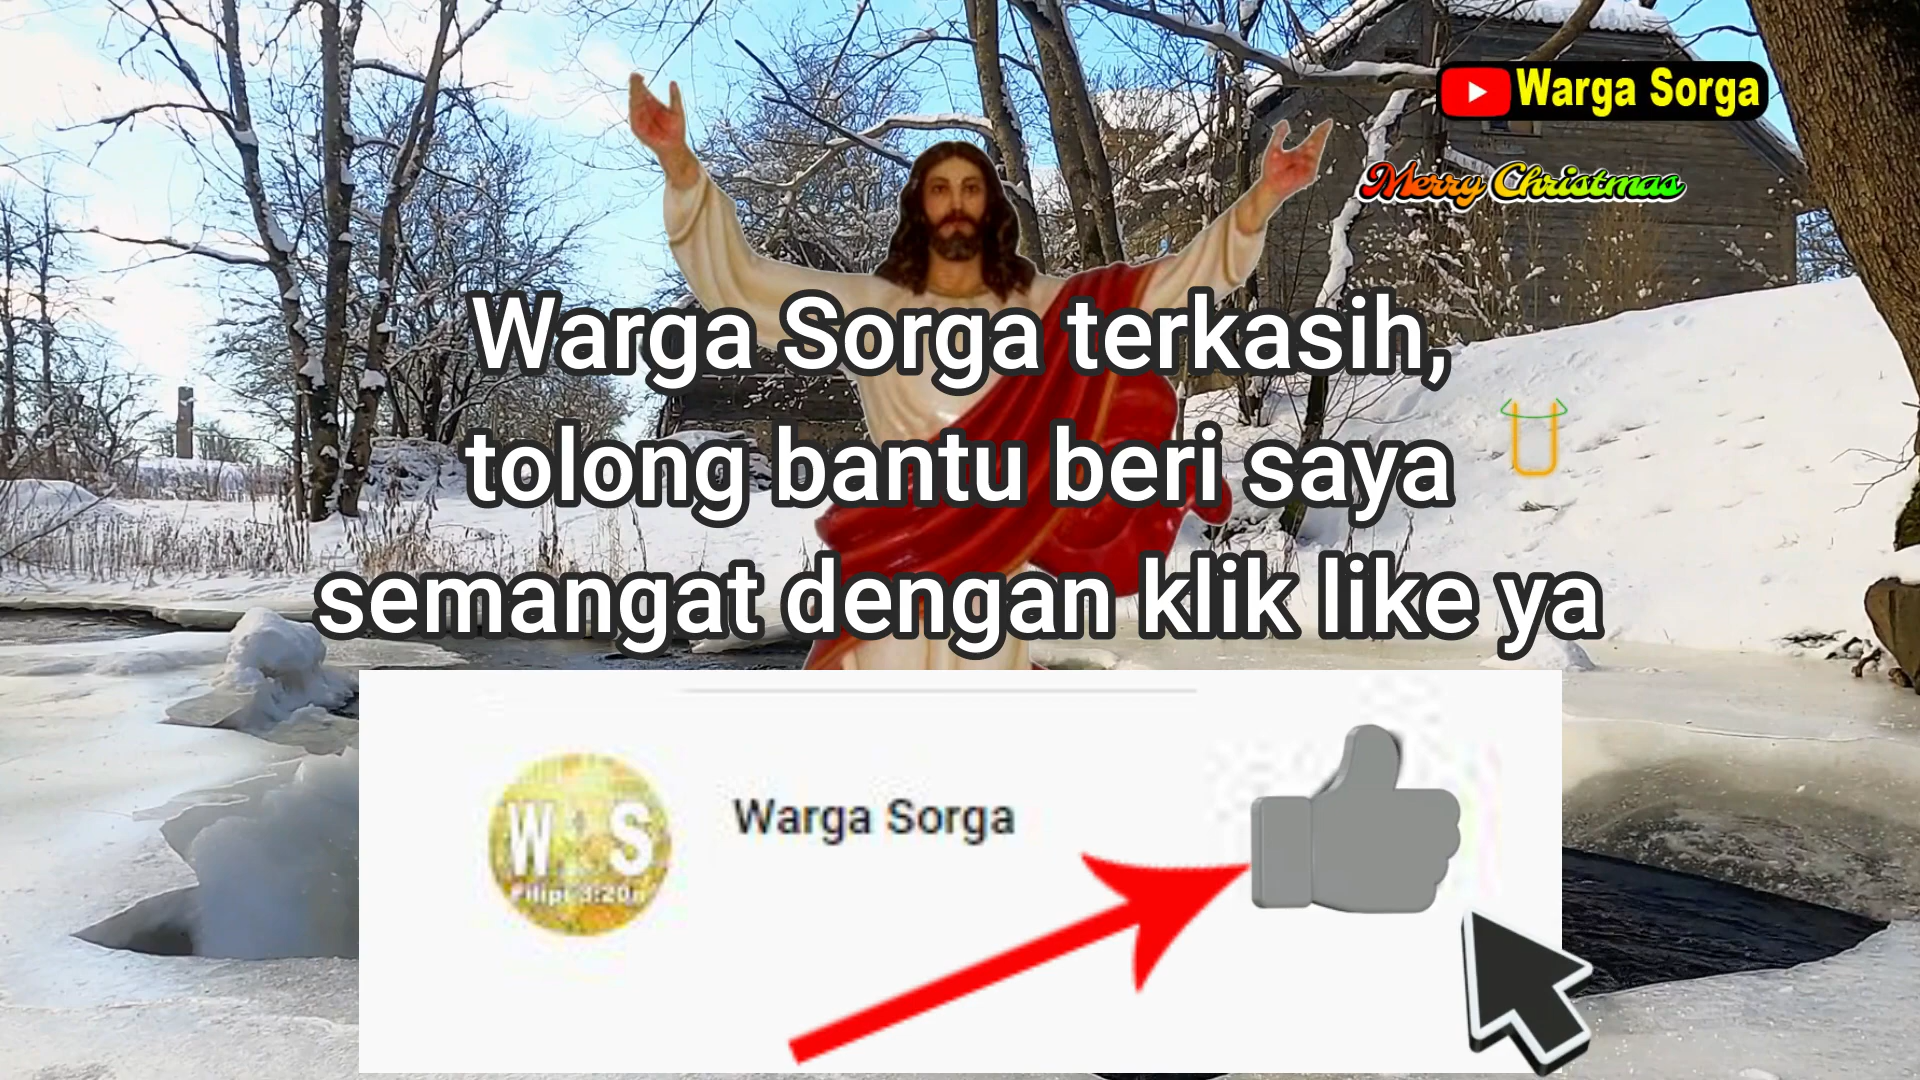 Warga Sorga
Merry Christmas
Warga Sorga terkasih,
tolong bantu beri saya
semangat dengan klik like ya
Warga Sorga
W S
Filipi 3:20a